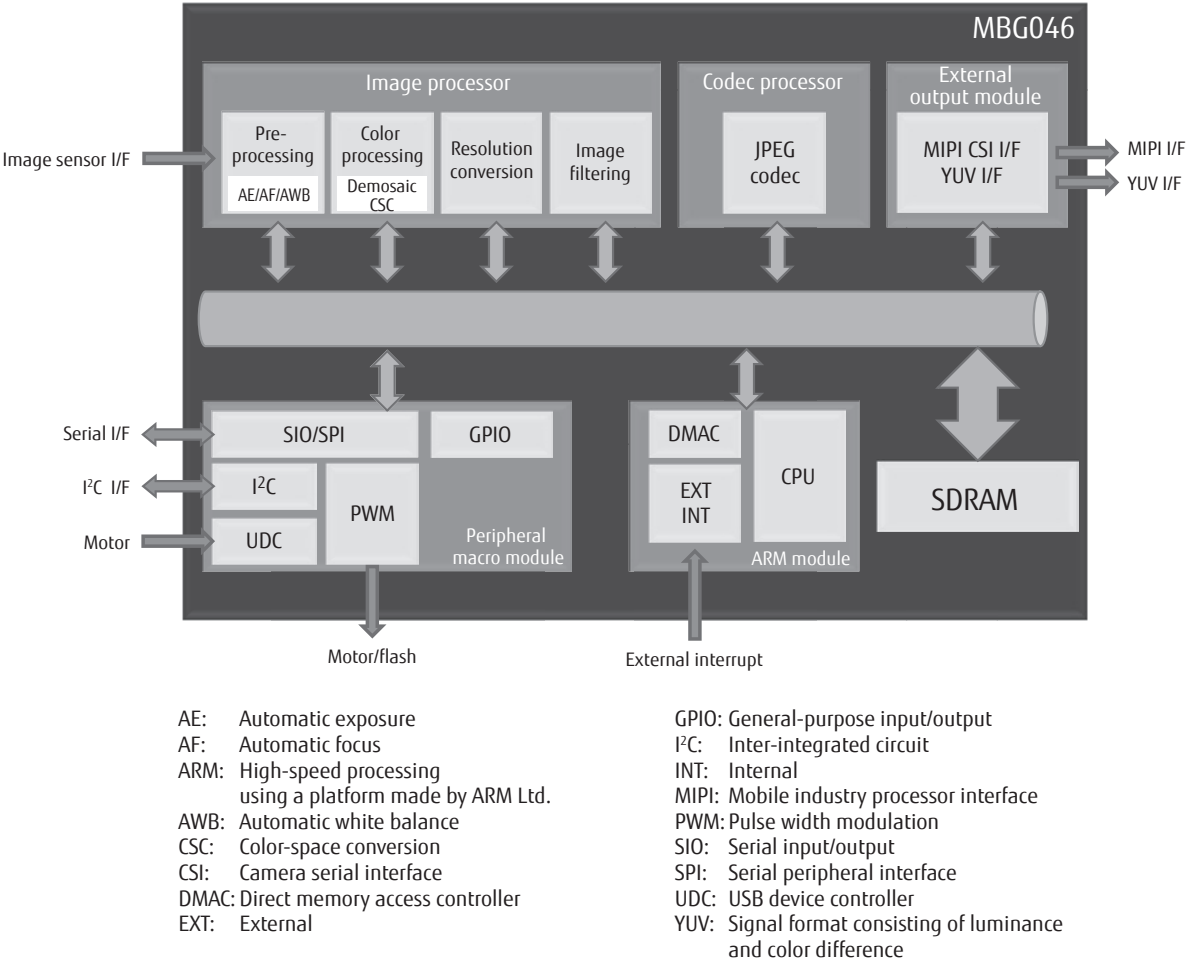 MBG046
Image processor
Codec processor
External
output module
Pre-
processing
AE/AF/AWB
Color
processing
Demosaic
CSC
Resolution
conversion
Image
filtering
JPEG
codec
MIPI CSI I/F
YUV I/F
Image sensor I/F
MIPI I/F
YUV I/F
Serial I/F
I²C I/F
Motor
SIO/SPI
GPIO
I²C
PWM
UDC
Peripheral
macro module
DMAC
EXT
INT
CPU
ARM module
SDRAM
Motor/flash
External interrupt
AE: Automatic exposure
AF: Automatic focus
ARM: High-speed processing
using a platform made by ARM Ltd.
AWB: Automatic white balance
CSC: Color-space conversion
CSI: Camera serial interface
DMAC: Direct memory access controller
EXT: External
GPIO: General-purpose input/output
I²C: Inter-integrated circuit
INT: Internal
MIPI: Mobile industry processor interface
PWM: Pulse width modulation
SIO: Serial input/output
SPI: Serial peripheral interface
UDC: USB device controller
YUV: Signal format consisting of luminance
and color difference